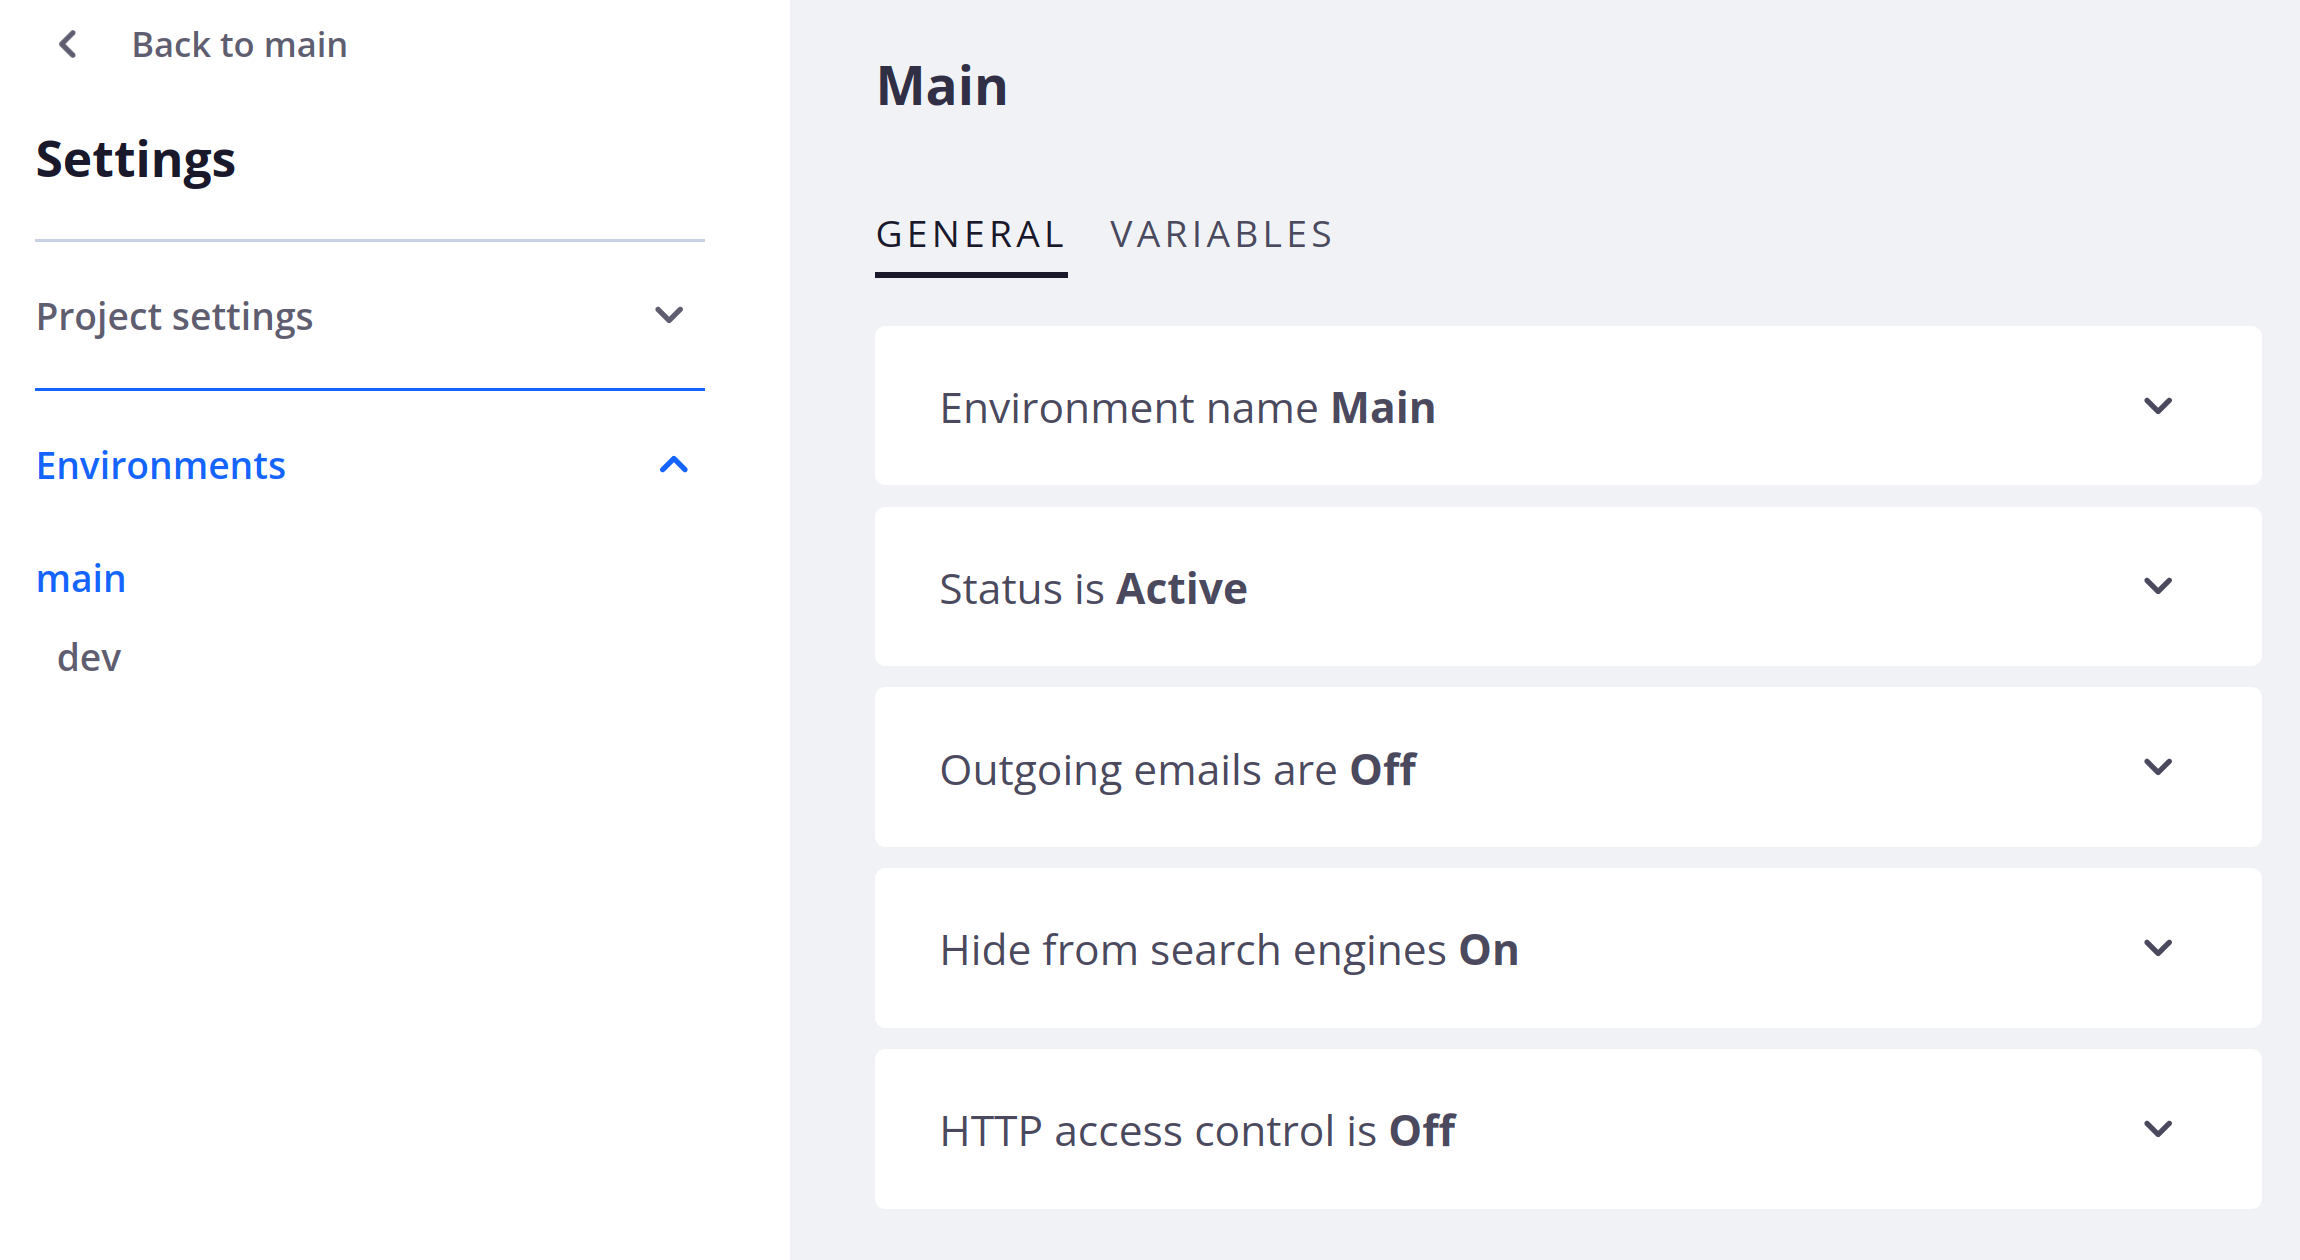 Back to main
Settings
Project settings
Environments
main
dev
Main
GENERAL VARIABLES
Environment name Main
Status is Active
Outgoing emails are Off
Hide from search engines On
HTTP access control is Off